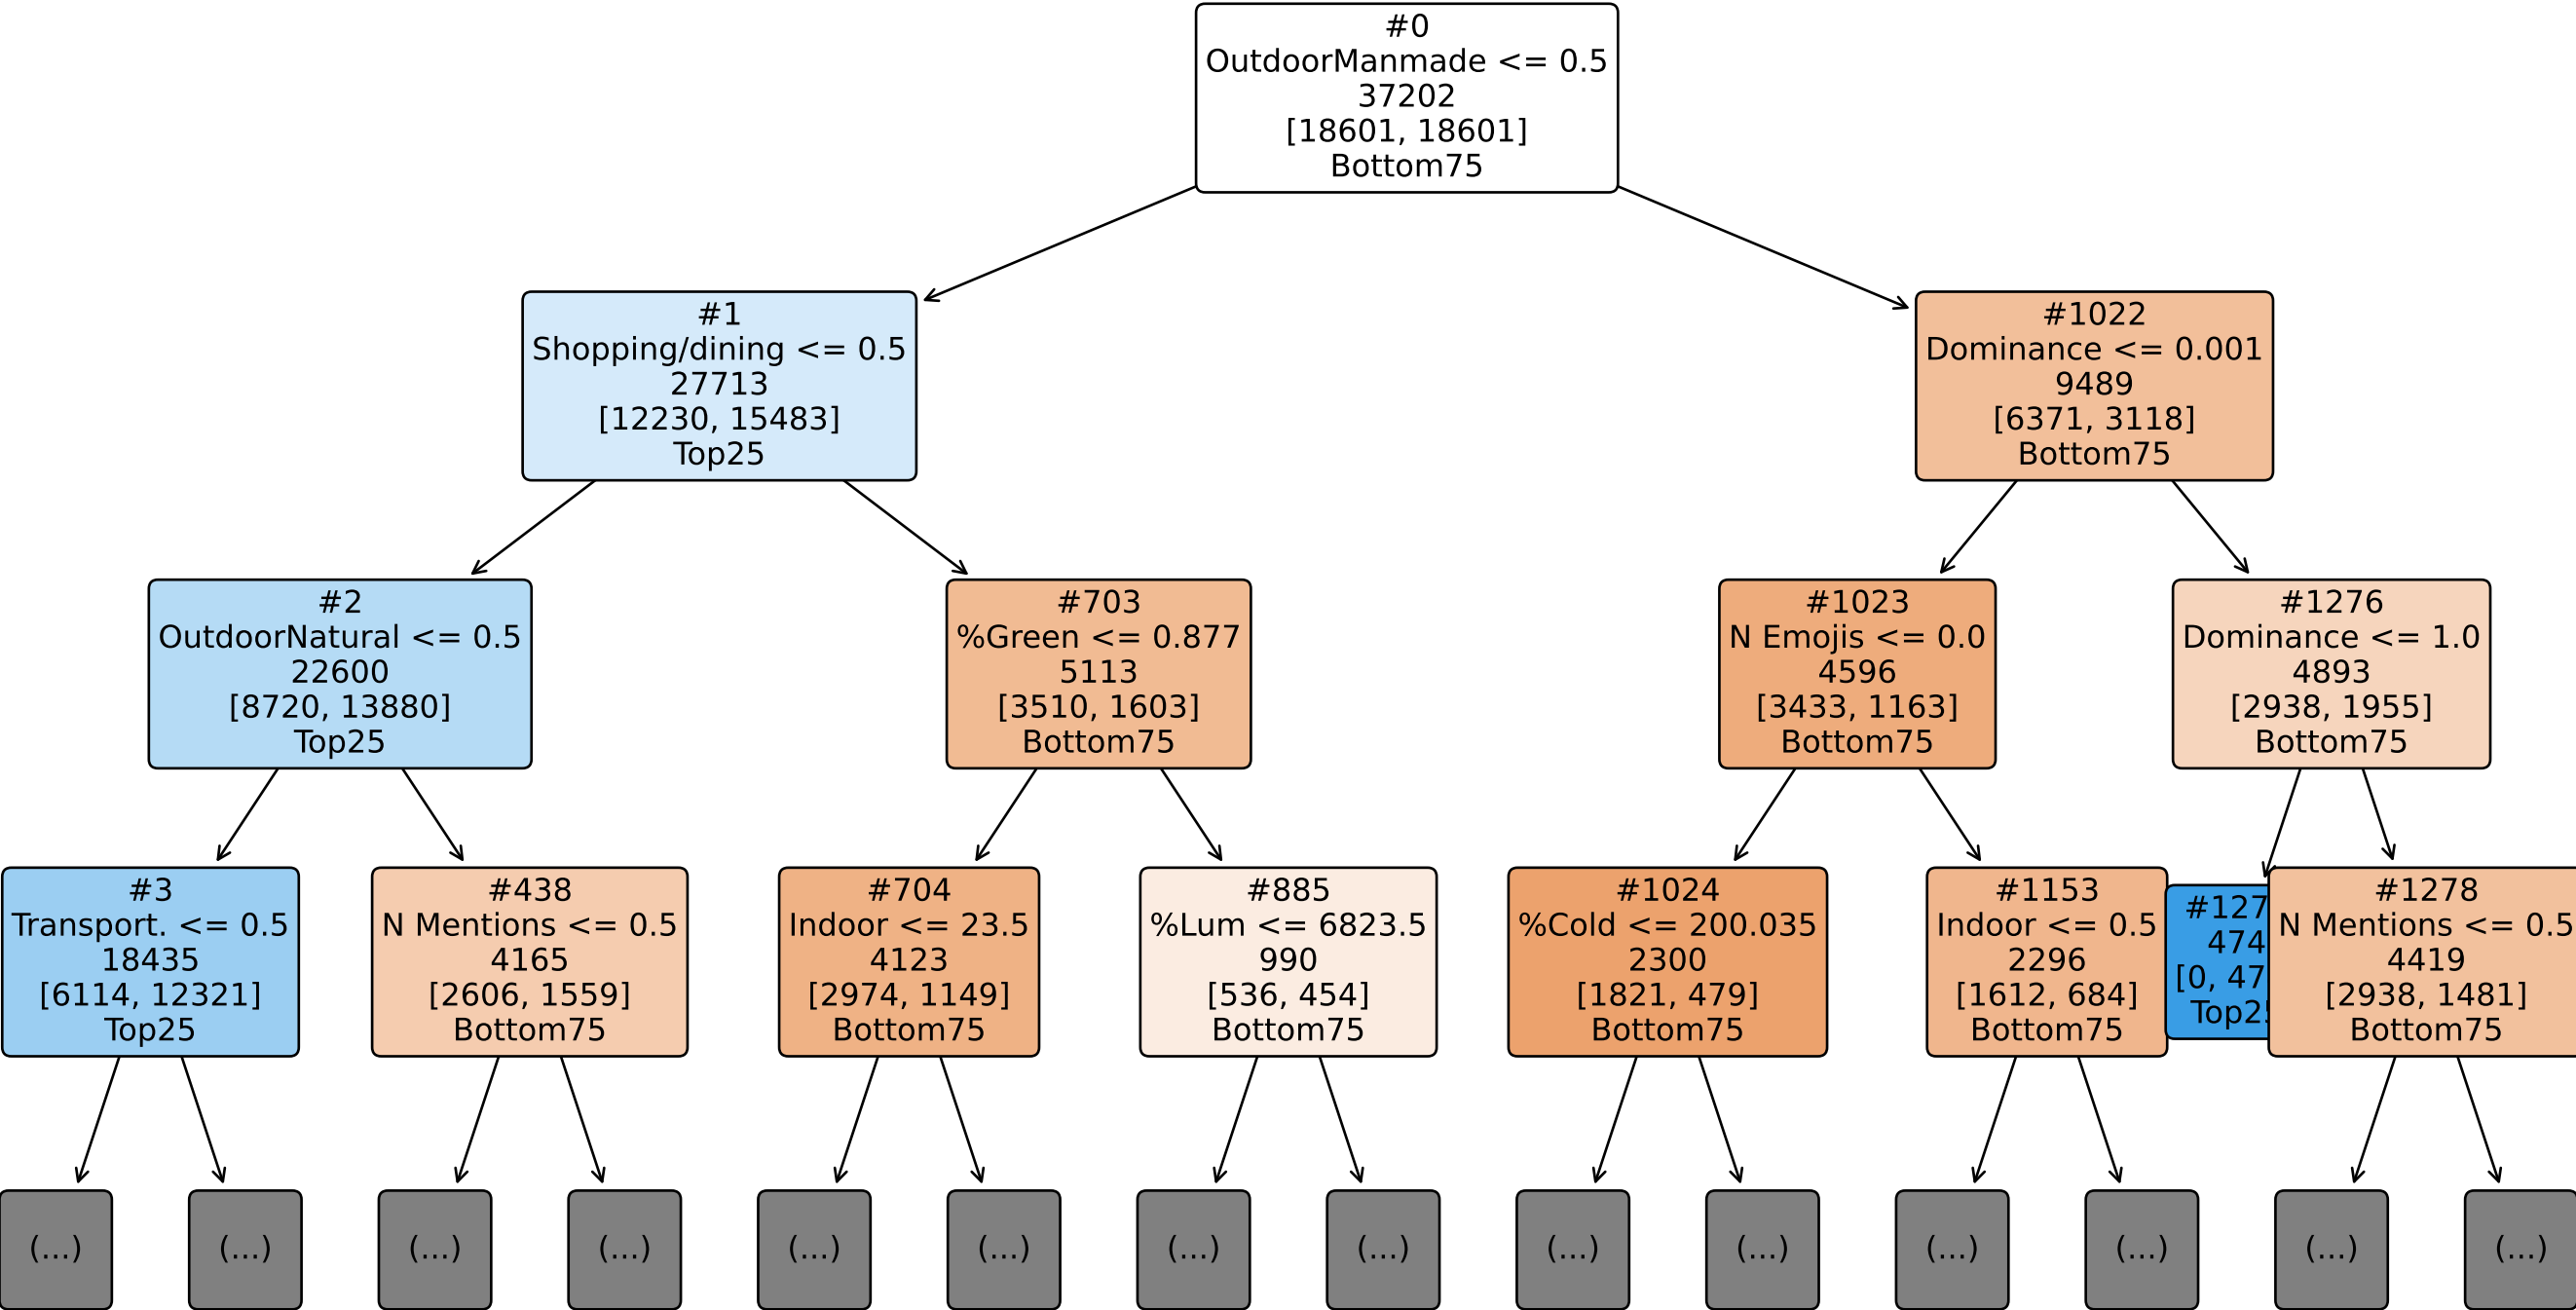 #0
OutdoorManmade <= 0.5
37202
[18601, 18601]
Bottom75
#1
Shopping/dining <= 0.5
27713
[12230, 15483]
Top25
#1022
Dominance <= 0.001
9489
[6371, 3118]
Bottom75
#2
OutdoorNatural <= 0.5
22600
[8720, 13880]
Top25
#703
%Green <= 0.877
5113
[3510, 1603]
Bottom75
#1023
N Emojis <= 0.0
4596
[3433, 1163]
Bottom75
#1276
Dominance <= 1.0
4893
[2938, 1955]
Bottom75
#3
Transport. <= 0.5
18435
[6114, 12321]
Top25
#438
N Mentions <= 0.5
4165
[2606, 1559]
Bottom75
#704
Indoor <= 23.5
4123
[2974, 1149]
Bottom75
#885
%Lum <= 6823.5
990
[536, 454]
Bottom75
#1024
%Cold <= 200.035
2300
[1821, 479]
Bottom75
#1153
Indoor <= 0.5
2296
[1612, 684]
Bottom75
#127
474
[0, 47
Top2
#1278
N Mentions <= 0.5
4419
[2938, 1481]
Bottom75
(...)
(...)
(...)
(...)
(...)
(...)
(...)
(...)
(...)
(...)
(...)
(...)
(...)
(...)